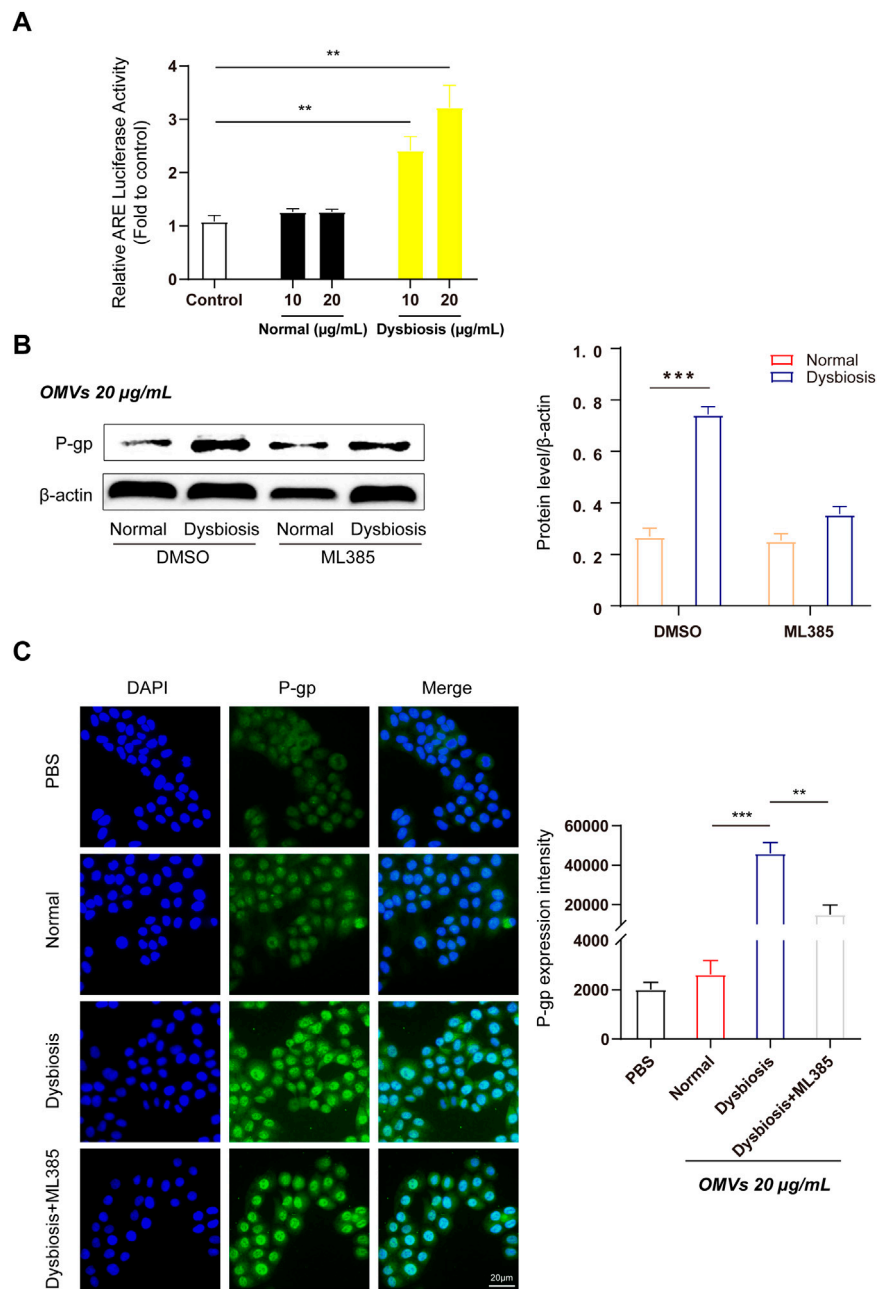 A
Relative ARE Luciferase Activity
(Fold to control)
4
3
2
1
0
**
**
Control
10
20
10
20
Normal (µg/mL)
Dysbiosis (µg/mL)
B
OMVs 20 µg/mL
P-gp
β-actin
Normal
Dysbiosis
Normal
Dysbiosis
DMSO
ML385
Protein level/β-actin
1. 0
0. 8
0. 6
0. 4
0. 2
0
***
Normal
Dysbiosis
DMSO
ML385
C
DAPI
P-gp
Merge
PBS
Normal
Dysbiosis
Dysbiosis+ML385
20µm
P-gp expression intensity
60000
40000
20000
4000
2000
0
***
**
PBS
Normal
Dysbiosis
Dysbiosis+ML385
OMVs 20 µg/mL